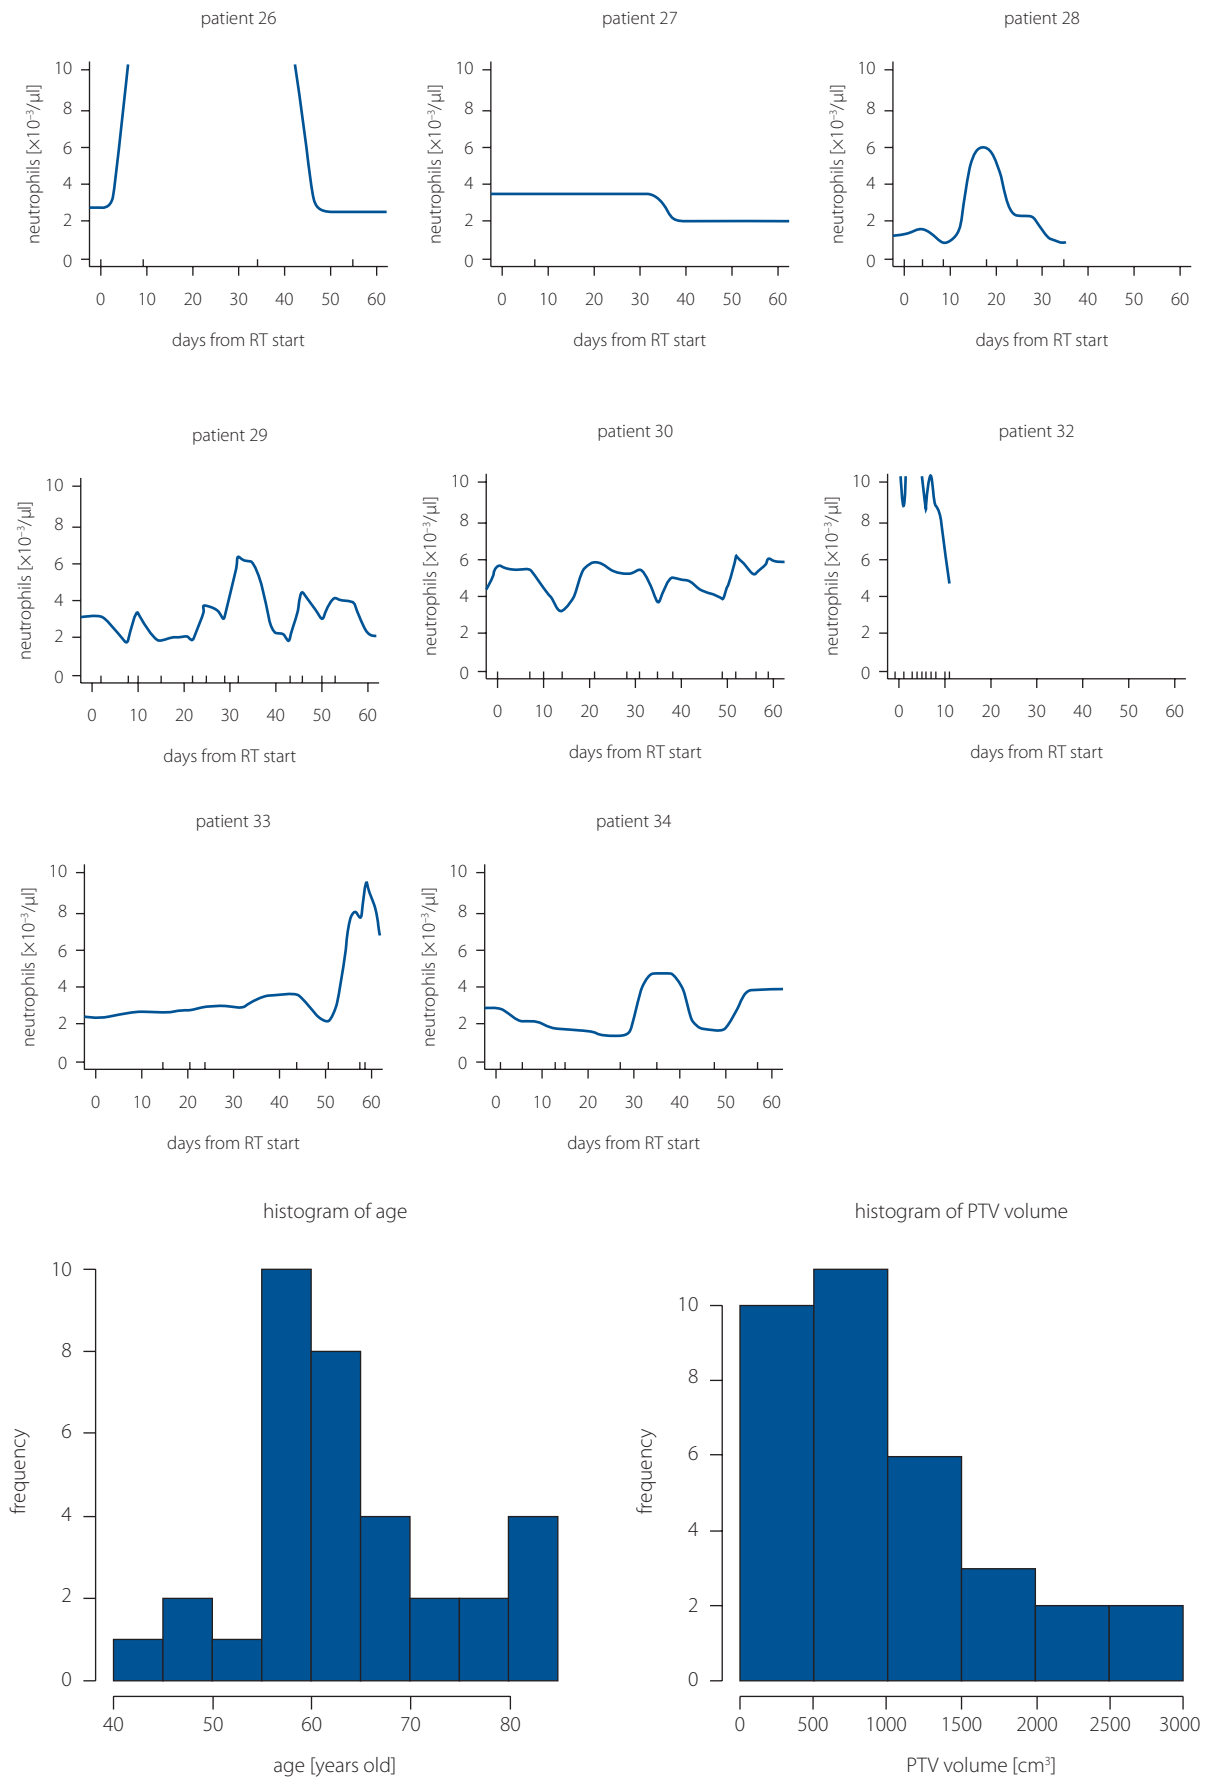 patient 26
10
8
6
4
2
0
neutrophils [×10⁻³/µl]
0 10 20 30 40 50 60
days from RT start
patient 27
10
8
6
4
2
0
neutrophils [×10⁻³/µl]
0 10 20 30 40 50 60
days from RT start
patient 28
10
8
6
4
2
0
neutrophils [×10⁻³/µl]
0 10 20 30 40 50 60
days from RT start
patient 29
10
8
6
4
2
0
neutrophils [×10⁻³/µl]
0 10 20 30 40 50 60
days from RT start
patient 30
10
8
6
4
2
0
neutrophils [×10⁻³/µl]
0 10 20 30 40 50 60
days from RT start
patient 32
10
8
6
4
2
0
neutrophils [×10⁻³/µl]
0 10 20 30 40 50 60
days from RT start
patient 33
10
8
6
4
2
0
neutrophils [×10⁻³/µl]
0 10 20 30 40 50 60
days from RT start
patient 34
10
8
6
4
2
0
neutrophils [×10⁻³/µl]
0 10 20 30 40 50 60
days from RT start
histogram of age
10
8
6
4
2
0
frequency
40 50 60 70 80
age [years old]
histogram of PTV volume
10
8
6
4
2
0
frequency
0 500 1000 1500 2000 2500 3000
PTV volume [cm³]